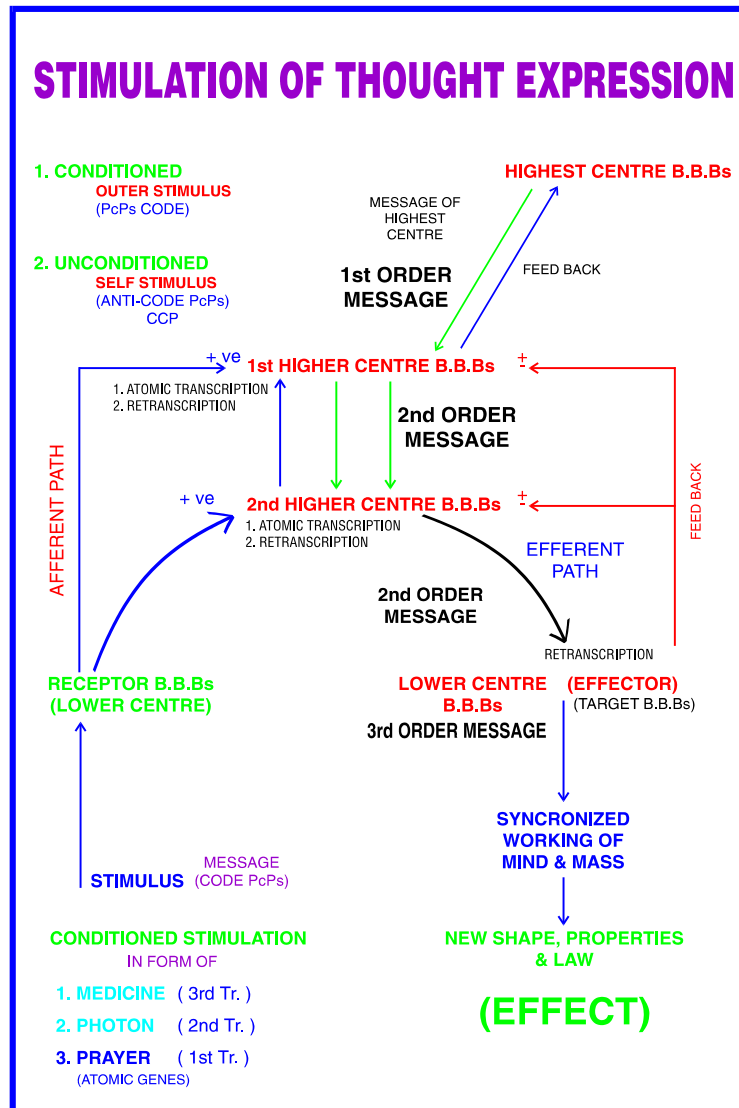 STIMULATION OF THOUGHT EXPRESSION
1. CONDITIONED
OUTER STIMULUS
(PcPs CODE)
2. UNCONDITIONED
SELF STIMULUS
(ANTI-CODE PcPs)
CCP
HIGHEST CENTRE B.B.Bs
MESSAGE OF
HIGHEST
CENTRE
1st ORDER
MESSAGE
FEED BACK
+ ve
1st HIGHER CENTRE B.B.Bs
+
-
1. ATOMIC TRANSCRIPTION
2. RETRANSCRIPTION
2nd ORDER
MESSAGE
AFFERENT PATH
+ ve
2nd HIGHER CENTRE B.B.Bs
+
-
1. ATOMIC TRANSCRIPTION
2. RETRANSCRIPTION
FEED BACK
EFFERENT
PATH
2nd ORDER
MESSAGE
RETRANSCRIPTION
RECEPTOR B.B.Bs
(LOWER CENTRE)
LOWER CENTRE (EFFECTOR)
B.B.Bs (TARGET B.B.Bs)
3rd ORDER MESSAGE
SYNCRONIZED
WORKING OF
MIND & MASS
STIMULUS
MESSAGE
(CODE PcPs)
CONDITIONED STIMULATION
IN FORM OF
1. MEDICINE ( 3rd Tr. )
2. PHOTON ( 2nd Tr. )
3. PRAYER ( 1st Tr. )
(ATOMIC GENES)
NEW SHAPE, PROPERTIES
& LAW
(EFFECT)